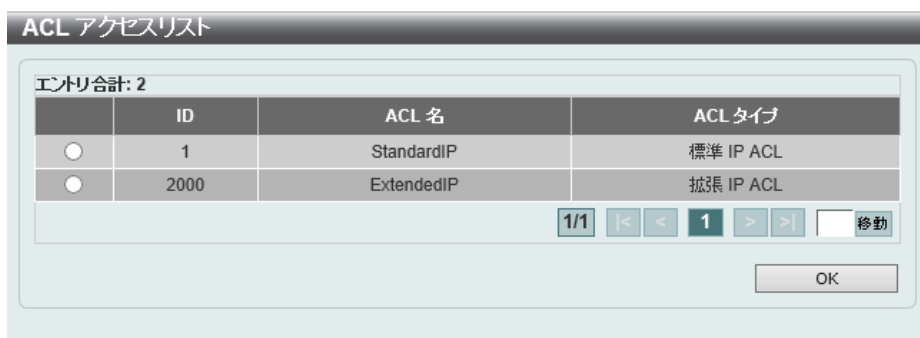 ACL アクセスリスト
エントリ合計: 2
ID ACL 名 ACL タイプ
1 StandardIP 標準 IP ACL
2000 ExtendedIP 拡張 IP ACL
1/1 |< < 1 > >| 移動
OK